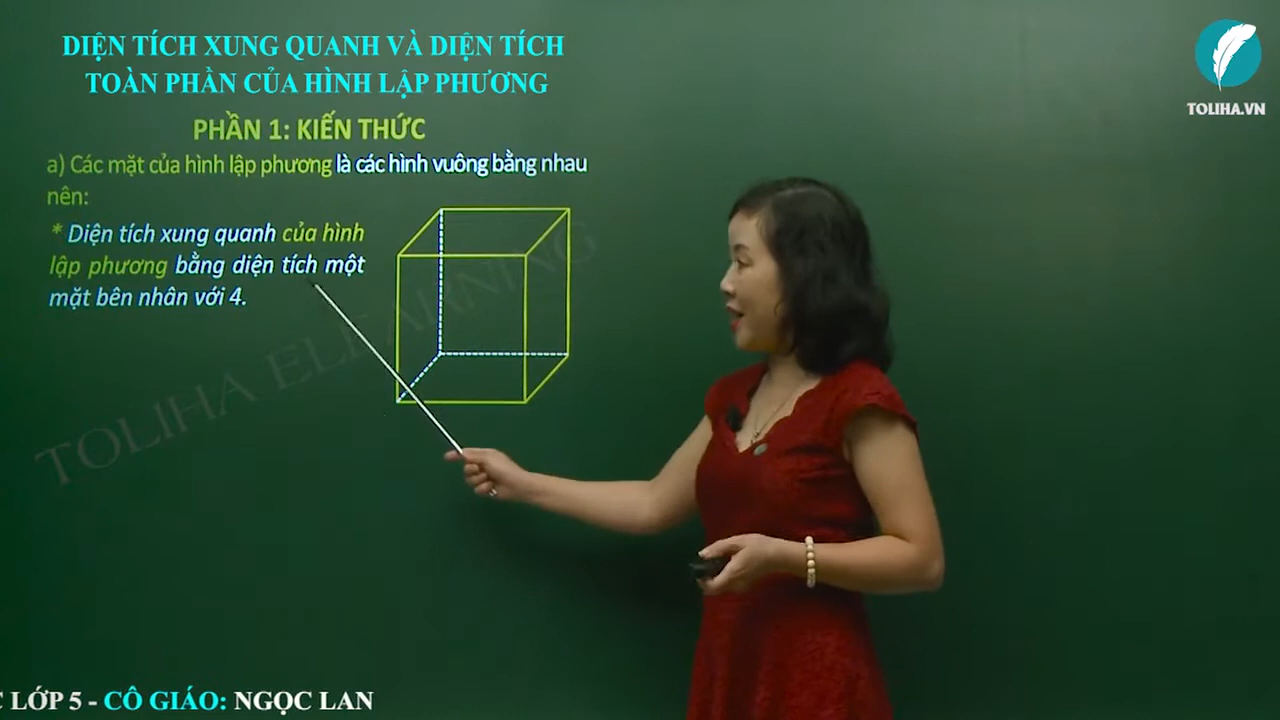 DIỆN TÍCH XUNG QUANH VÀ DIỆN TÍCH
TOÀN PHẦN CỦA HÌNH LẬP PHƯƠNG
TOLIHA.VN
PHẦN 1: KIẾN THỨC
a) Các mặt của hình lập phương là các hình vuông bằng nhau
nên:
* Diện tích xung quanh của hình
lập phương bằng diện tích một
mặt bên nhân với 4.
TOLIHA ELEARNING
C LỚP 5 - CÔ GIÁO: NGỌC LAN